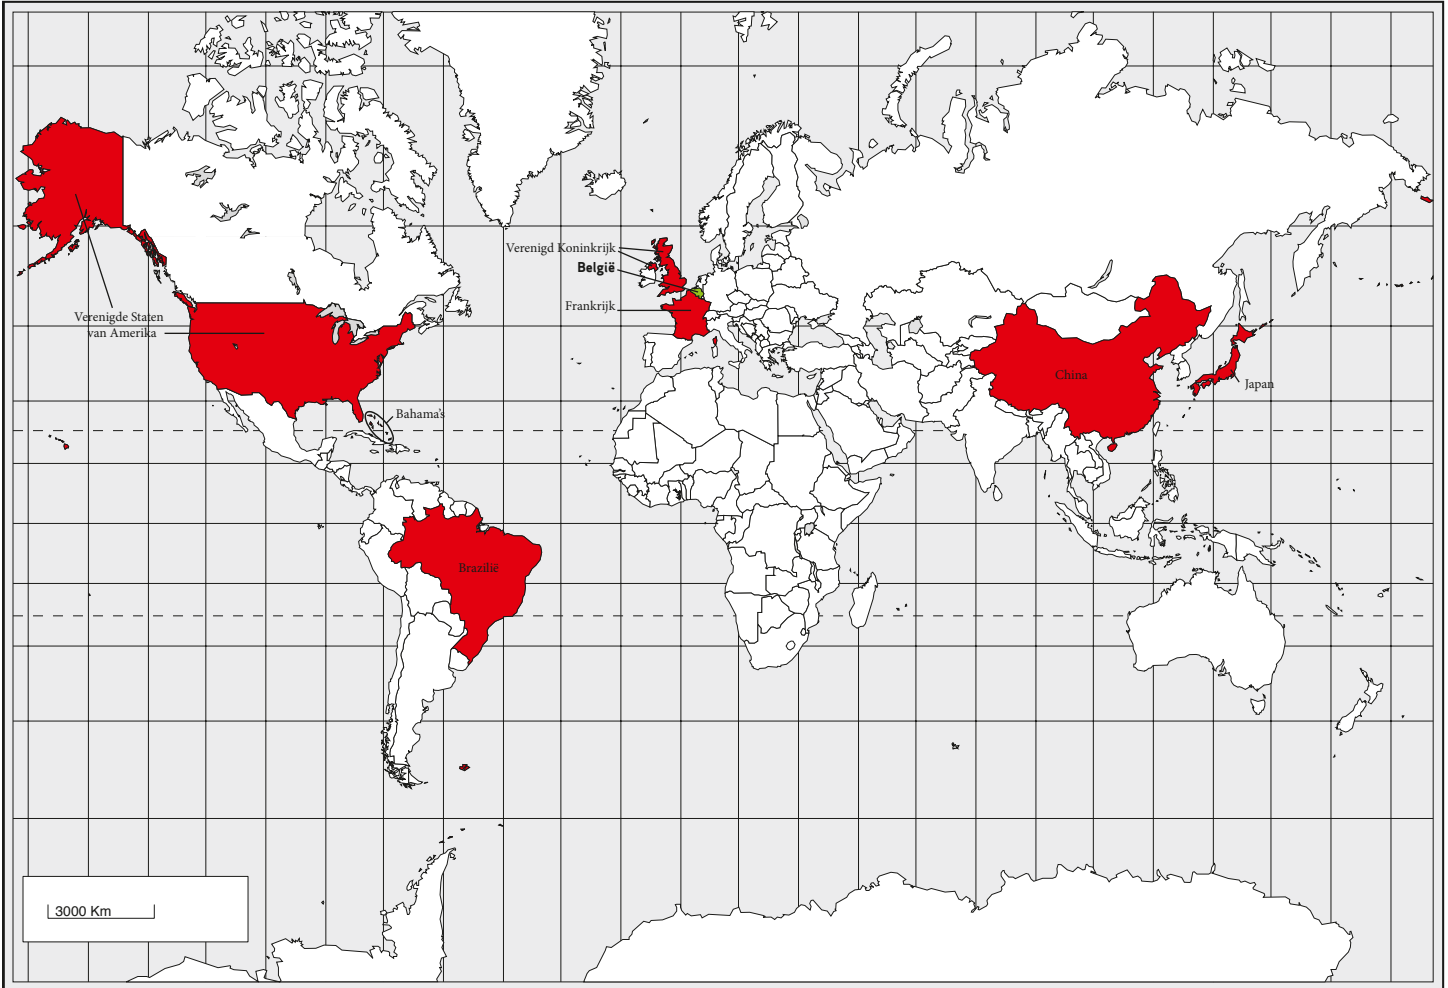 Verenigd Koninkrijk
België
Frankrijk
Verenigde Staten
van Amerika
China
Japan
Bahama's
Brazilië
3000 Km